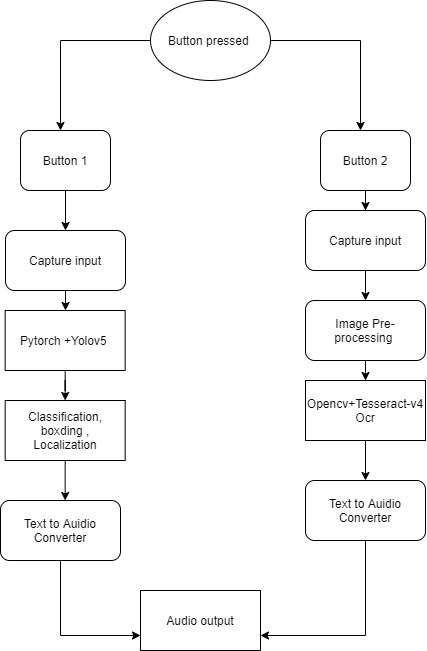 Button pressed
Button 1
Button 2
Capture input
Capture input
Pytorch +Yolov5
Image Pre-
processing
Classification,
boxding ,
Localization
Opencv+Tesseract-v4
Ocr
Text to Auidio
Converter
Text to Auidio
Converter
Audio output